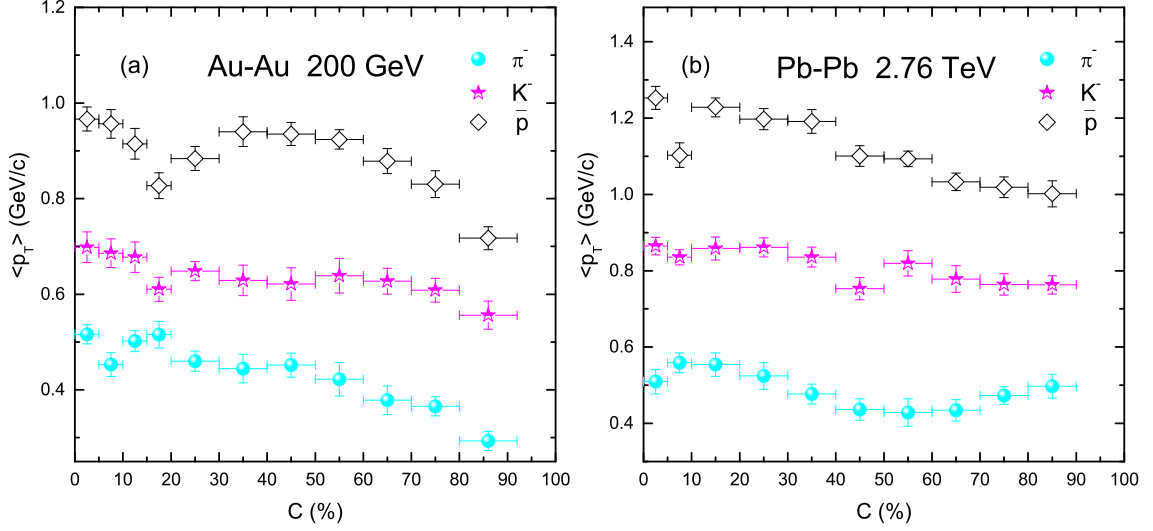 (a)
Au-Au 200 GeV
π⁻
K⁻
p̅
<p_T> (GeV/c)
1.2
1.0
0.8
0.6
0.4
0 10 20 30 40 50 60 70 80 90 100
C (%)
(b)
Pb-Pb 2.76 TeV
π⁻
K⁻
p̅
<p_T> (GeV/c)
1.4
1.2
1.0
0.8
0.6
0.4
0 10 20 30 40 50 60 70 80 90 100
C (%)